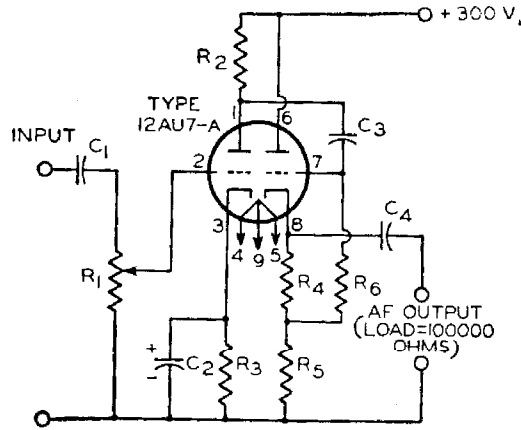 + 300 V.
R2
TYPE
12AU7-A
1
6
INPUT
C1
C3
2
7
3
8
C4
4
9
5
R1
R4
R6
AF OUTPUT
(LOAD=100000
OHMS)
+
-
C2
R3
R5